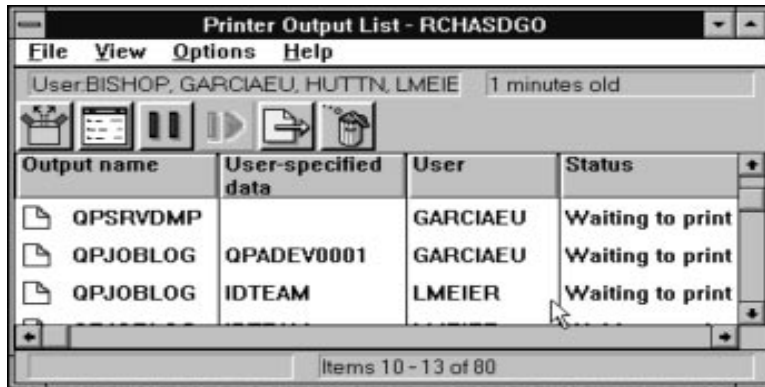 Printer Output List - RCHASDGO
File View Options Help
User:BISHOP, GARCIAEU, HUTTN, LMEIE 1 minutes old
Output name User-specified data User Status
QPSRVDMP GARCIAEU Waiting to print
QPJOBLOG QPADEV0001 GARCIAEU Waiting to print
QPJOBLOG IDTEAM LMEIER Waiting to print
Items 10 - 13 of 80